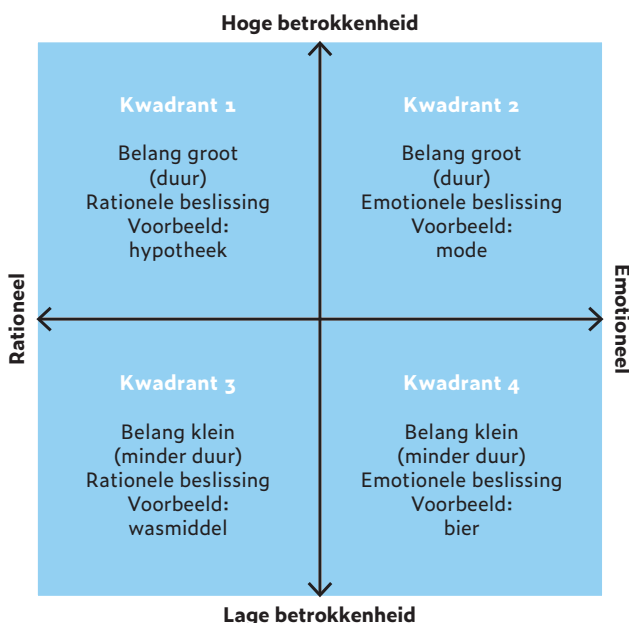 Hoge betrokkenheid
Kwadrant 1
Belang groot
(duur)
Rationele beslissing
Voorbeeld:
hypotheek
Kwadrant 2
Belang groot
(duur)
Emotionele beslissing
Voorbeeld:
mode
Rationeel
Emotioneel
Kwadrant 3
Belang klein
(minder duur)
Rationele beslissing
Voorbeeld:
wasmiddel
Kwadrant 4
Belang klein
(minder duur)
Emotionele beslissing
Voorbeeld:
bier
Lage betrokkenheid